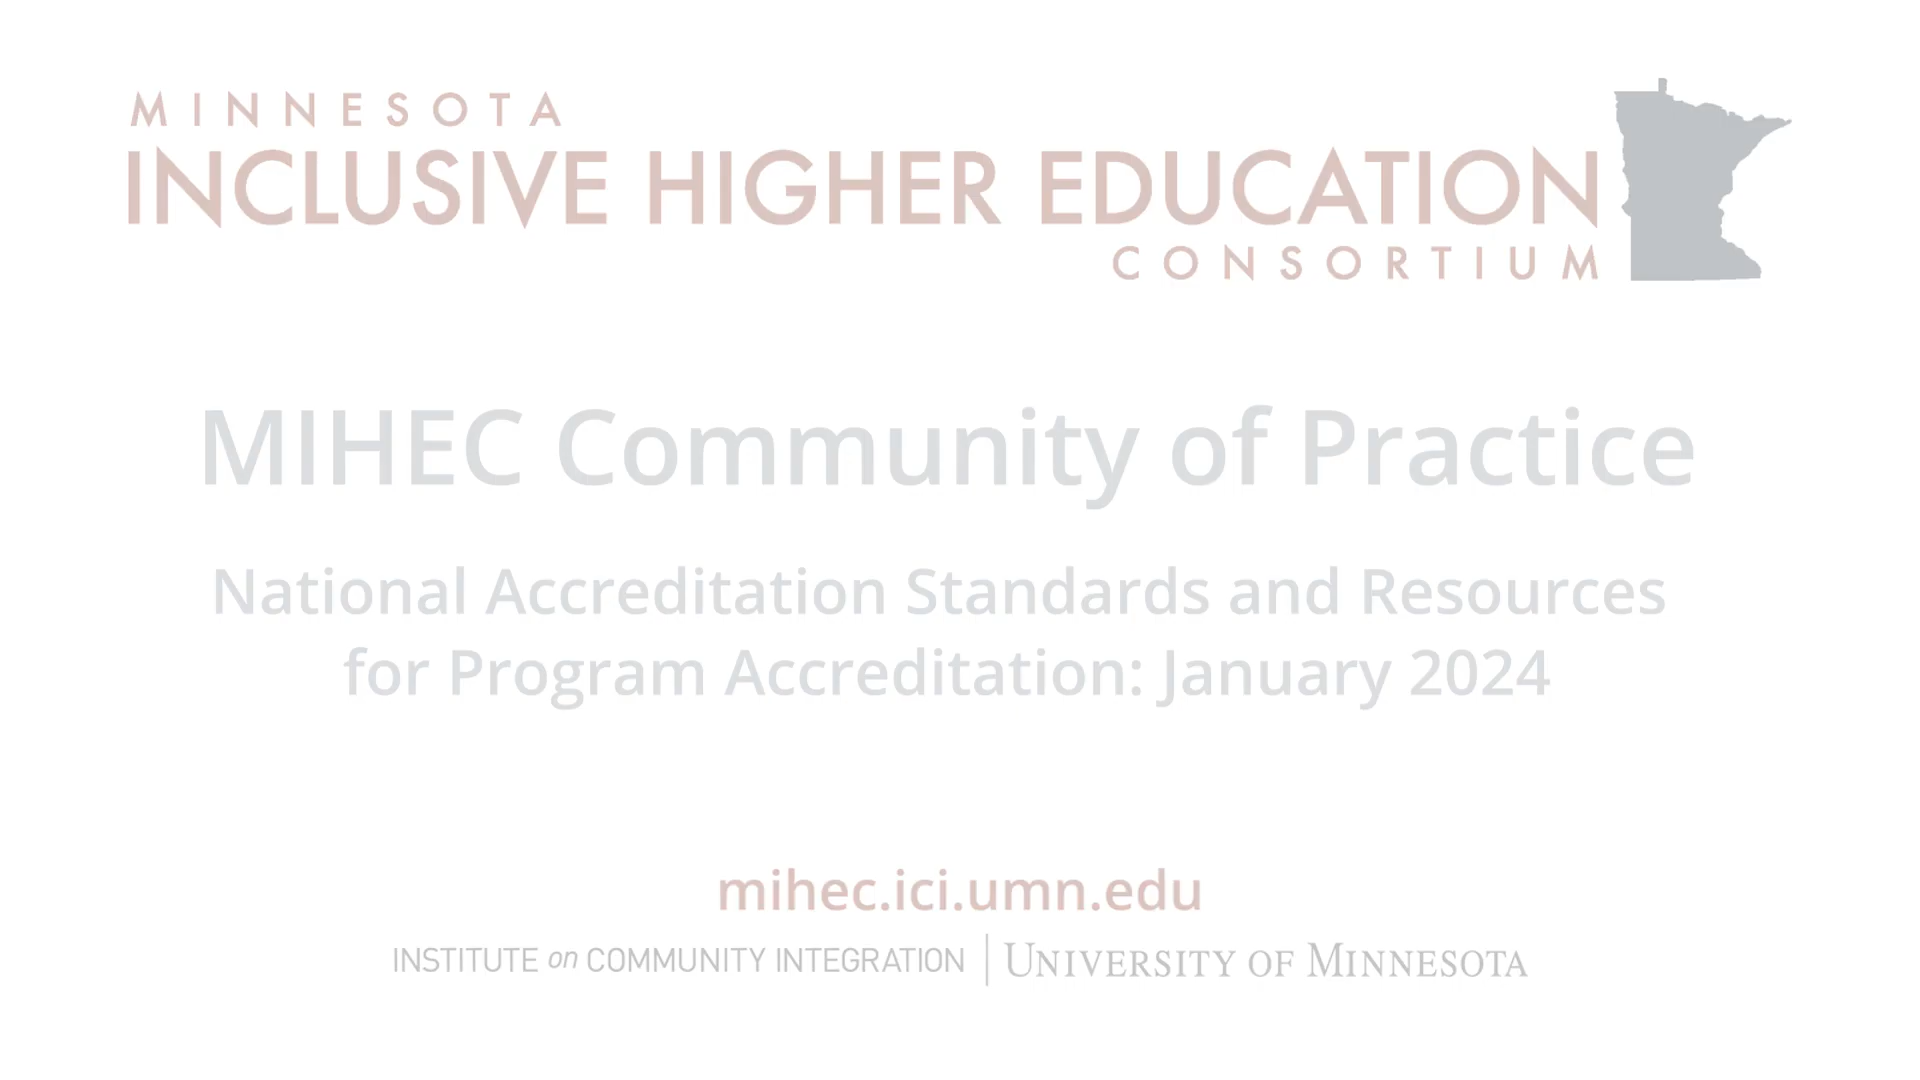 MINNESOTA
INCLUSIVE HIGHER EDUCATION
CONSORTIUM
MIHEC Community of Practice
National Accreditation Standards and Resources
for Program Accreditation: January 2024
mihec.ici.umn.edu
INSTITUTE on COMMUNITY INTEGRATION | UNIVERSITY OF MINNESOTA